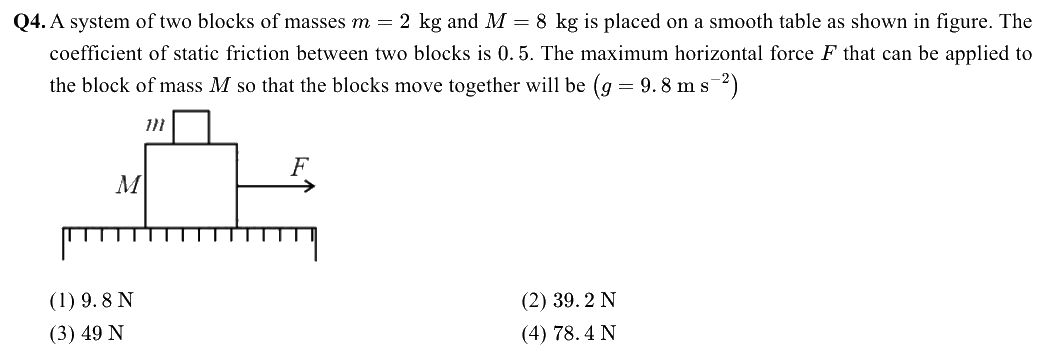 Q4. A system of two blocks of masses m = 2 kg and M = 8 kg is placed on a smooth table as shown in figure. The
coefficient of static friction between two blocks is 0.5. The maximum horizontal force F that can be applied to
the block of mass M so that the blocks move together will be (g = 9.8 m s⁻²)
m
F
M
(1) 9.8 N (2) 39.2 N
(3) 49 N (4) 78.4 N